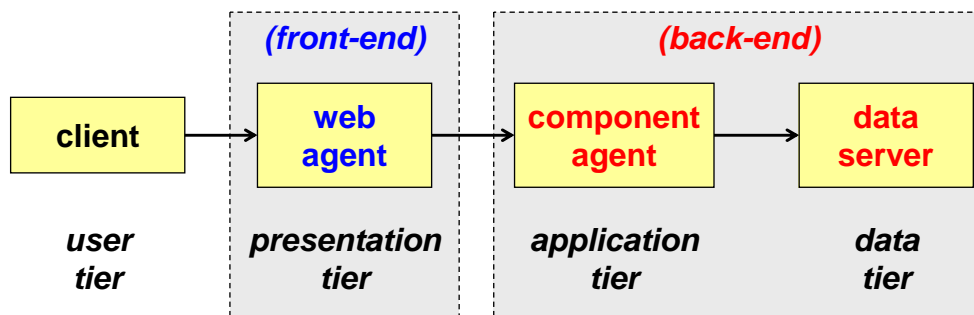 (front-end)
(back-end)
client
web
agent
component
agent
data
server
user
tier
presentation
tier
application
tier
data
tier